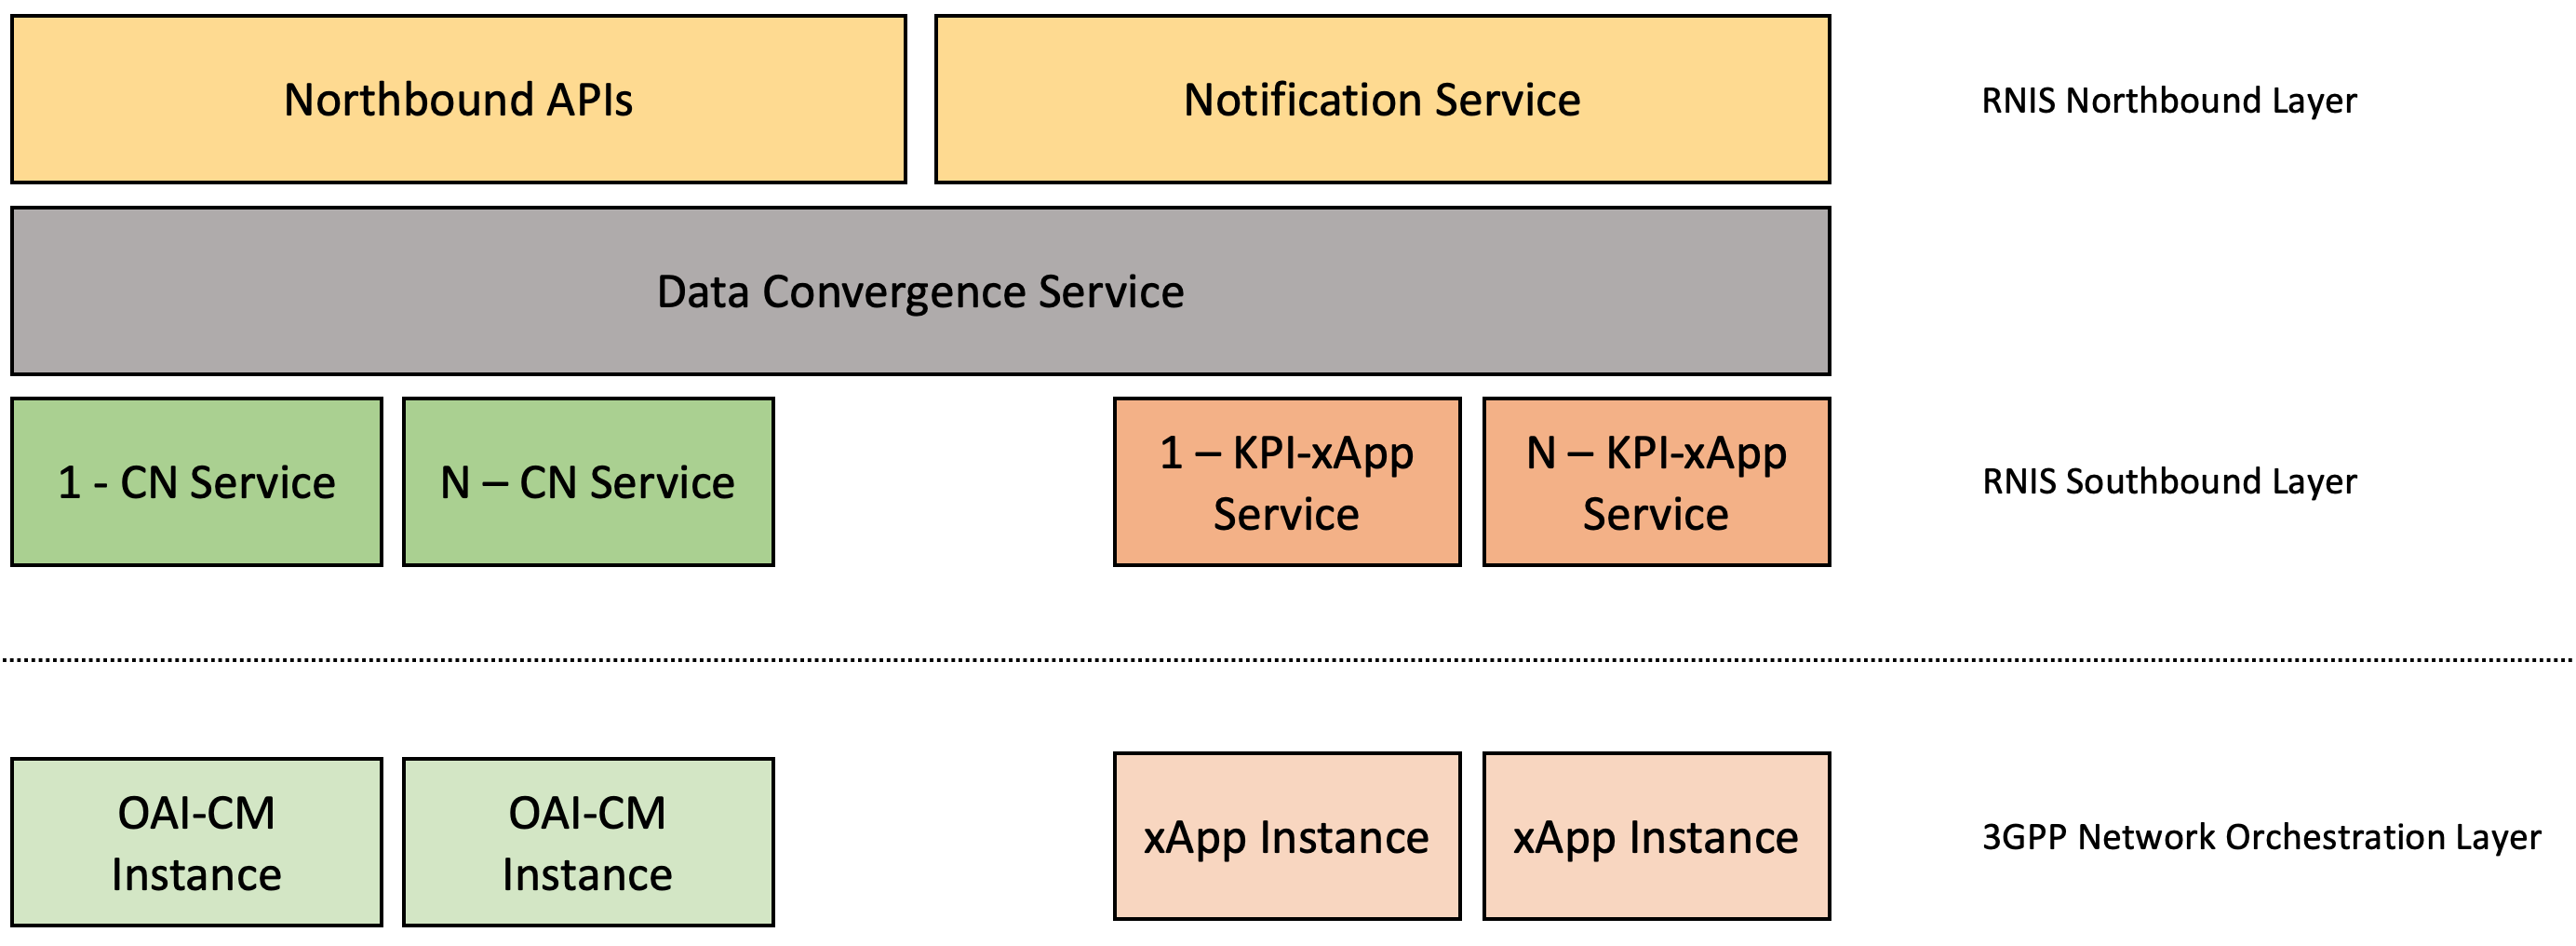 Northbound APIs
Notification Service
RNIS Northbound Layer
Data Convergence Service
1 - CN Service
N – CN Service
1 – KPI-xApp
Service
N – KPI-xApp
Service
RNIS Southbound Layer
OAI-CM
Instance
OAI-CM
Instance
xApp Instance
xApp Instance
3GPP Network Orchestration Layer